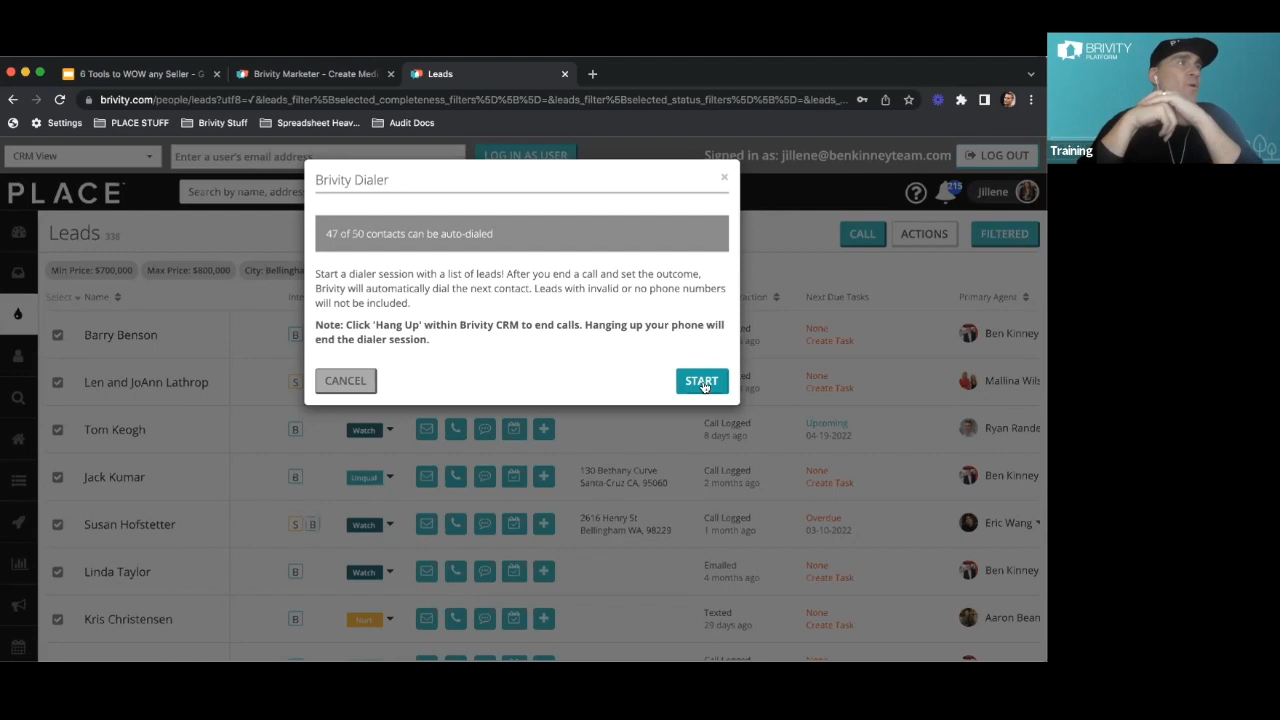 6 Tools to WOW any Seller - G
Brivity Marketer - Create Medi
Leads
brivity.com/people/leads?utf8=✓&leads_filter%5Bselected_completeness_filters%5D%5B%5D=&leads_filter%5Bselected_status_filters%5D%5B%5D=&leads_...
Settings
PLACE STUFF
Brivity Stuff
Spreadsheet Heav...
Audit Docs
CRM View
Enter a user's email address
LOG IN AS USER
Signed in as: jillene@benkinneyteam.com
LOG OUT
PLACE
Search by name, address
215
Jillene
Leads 338
CALL
ACTIONS
FILTERED
Min Price: $700,000
Max Price: $800,000
City: Bellingha
Select
Name
Inte
raction
Next Due Tasks
Primary Agent
Brivity Dialer
×
47 of 50 contacts can be auto-dialed
Start a dialer session with a list of leads! After you end a call and set the outcome,
Brivity will automatically dial the next contact. Leads with invalid or no phone numbers
will not be included.
Note: Click 'Hang Up' within Brivity CRM to end calls. Hanging up your phone will
end the dialer session.
CANCEL
START
Barry Benson
B
None
Create Task
Ben Kinney
Len and JoAnn Lathrop
S
None
Create Task
Mallina Wils
Tom Keogh
B
Watch
Call Logged
8 days ago
Upcoming
04-19-2022
Ryan Rande
Jack Kumar
B
Unqual
130 Bethany Curve
Santa-Cruz CA, 95060
Call Logged
2 months ago
None
Create Task
Ben Kinney
Susan Hofstetter
S B
Watch
2616 Henry St
Bellingham WA, 98229
Call Logged
1 month ago
Overdue
03-10-2022
Eric Wang
Linda Taylor
B
Watch
Emailed
4 months ago
None
Create Task
Ben Kinney
Kris Christensen
B
Nurt
Texted
29 days ago
None
Create Task
Aaron Bean
Call Logged
None
BRIVITY
PLATFORM
Training